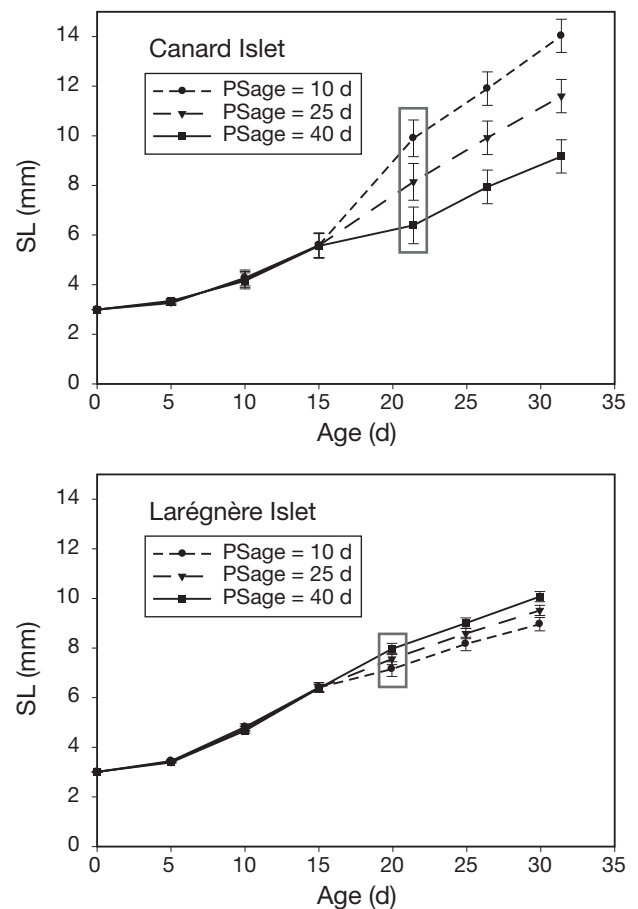 14
12
10
8
6
4
2
0
SL (mm)
Canard Islet
PSage = 10 d
PSage = 25 d
PSage = 40 d
0 5 10 15 20 25 30 35
Age (d)
14
12
10
8
6
4
2
0
SL (mm)
Larégnère Islet
PSage = 10 d
PSage = 25 d
PSage = 40 d
0 5 10 15 20 25 30 35
Age (d)